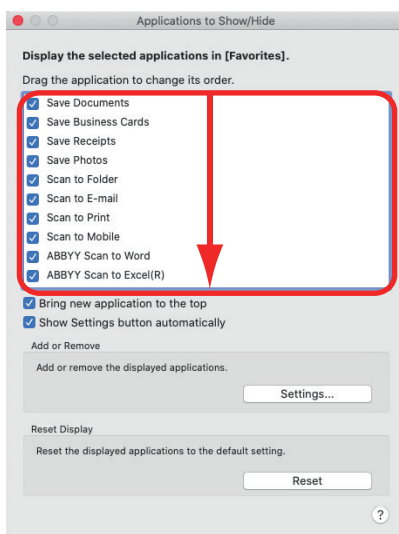 Applications to Show/Hide
Display the selected applications in [Favorites].
Drag the application to change its order.
Save Documents
Save Business Cards
Save Receipts
Save Photos
Scan to Folder
Scan to E-mail
Scan to Print
Scan to Mobile
ABBYY Scan to Word
ABBYY Scan to Excel(R)
Bring new application to the top
Show Settings button automatically
Add or Remove
Add or remove the displayed applications.
Settings...
Reset Display
Reset the displayed applications to the default setting.
Reset
?